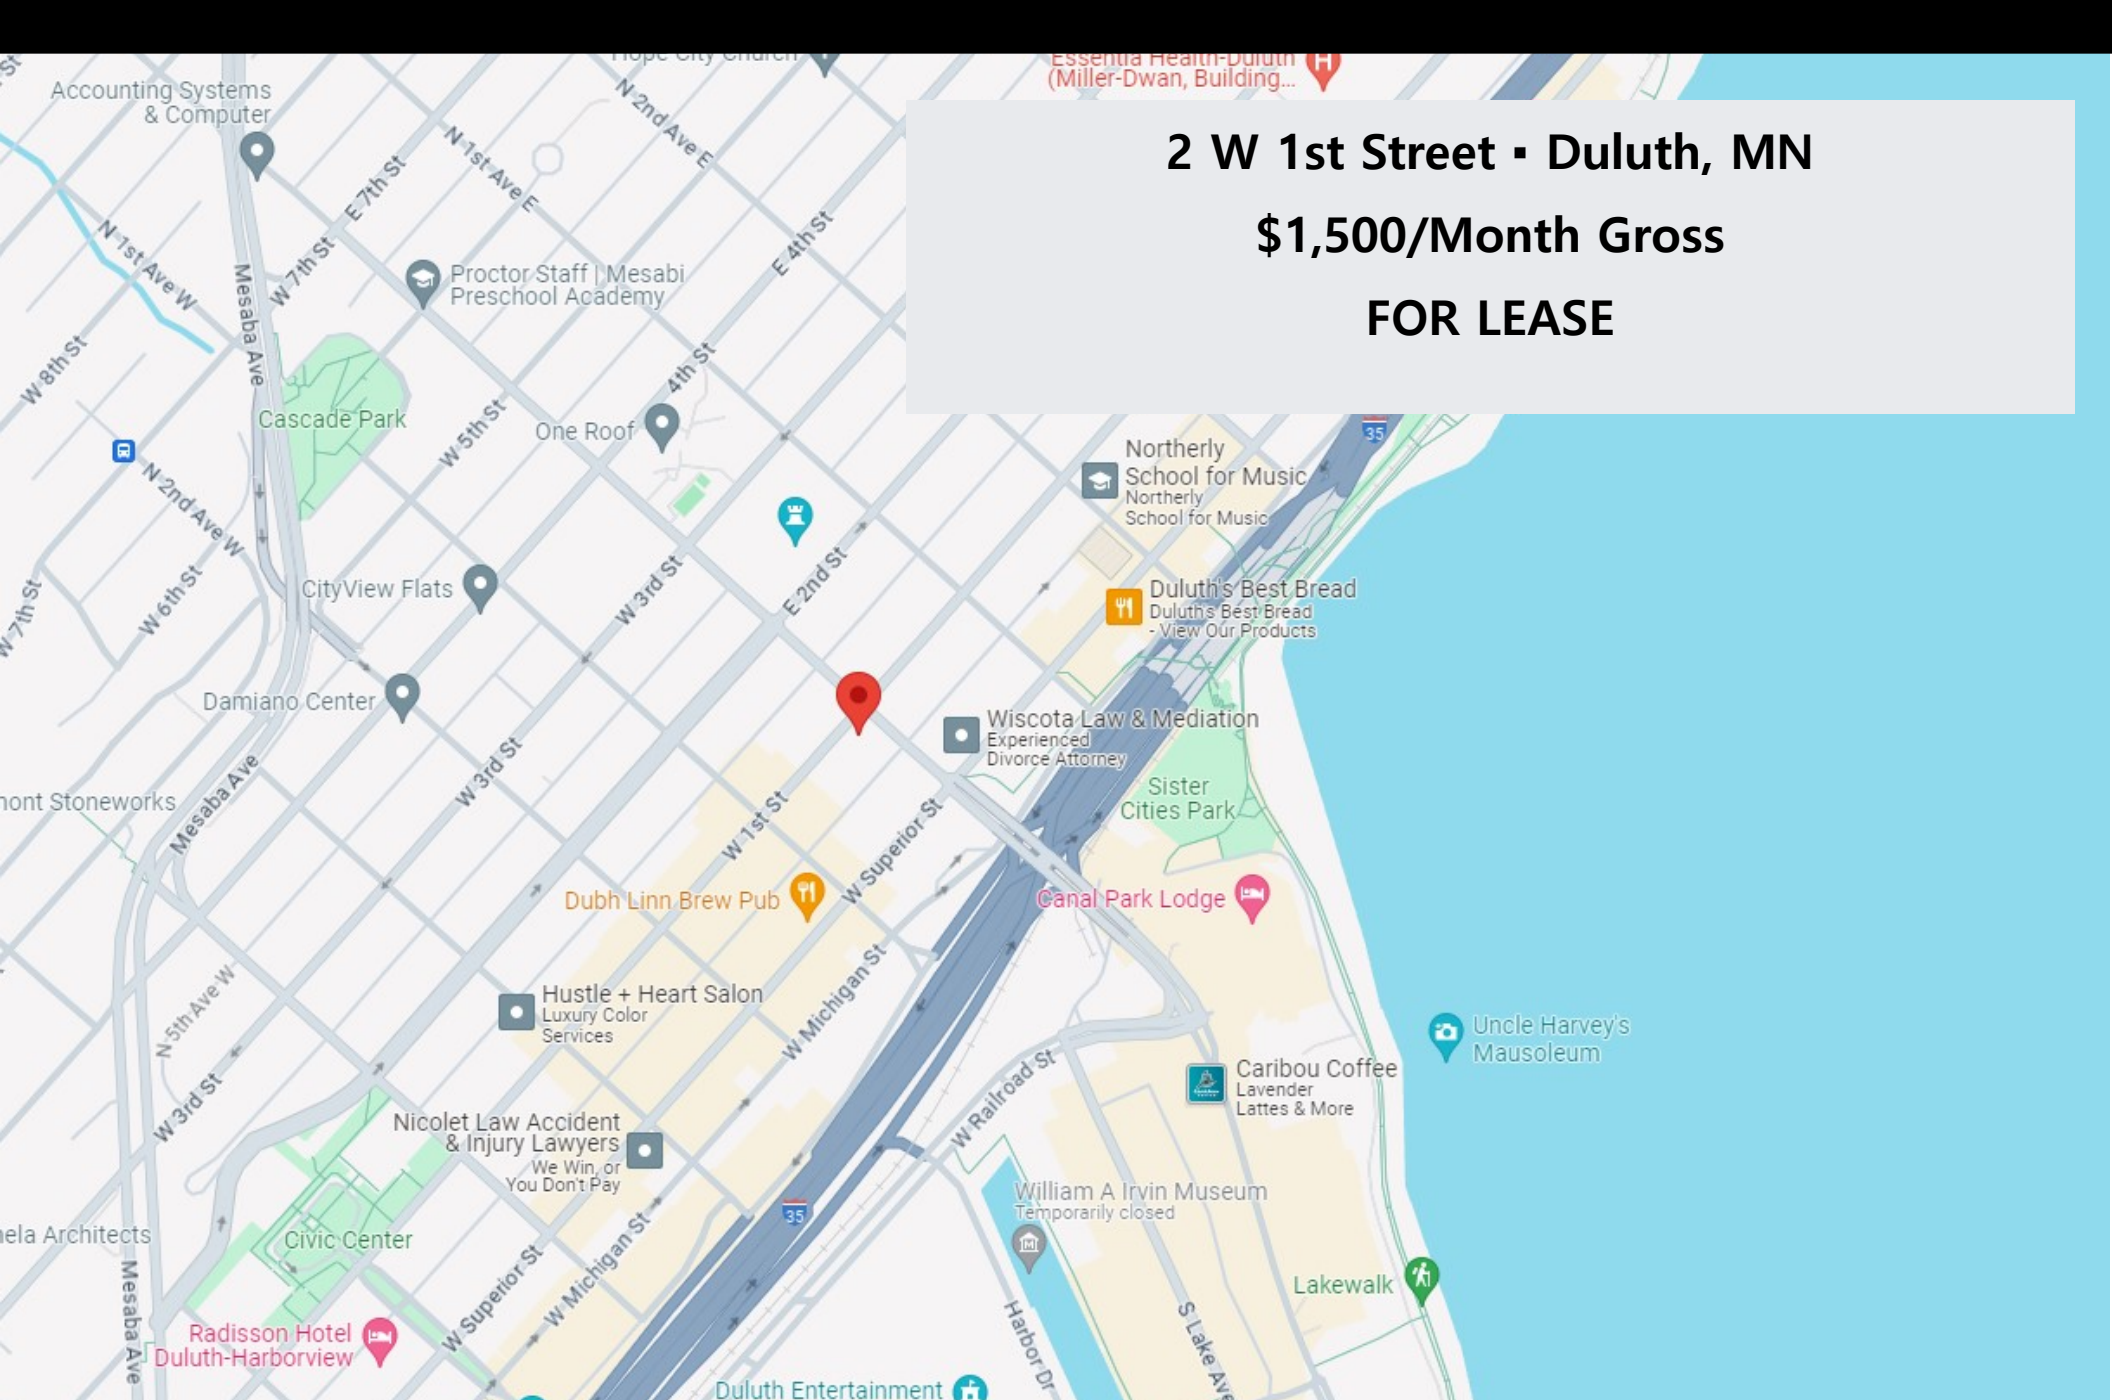 Hope City Church
Essentia Health-Duluth
(Miller-Dwan, Building...
Accounting Systems
& Computer
2 W 1st Street ▪ Duluth, MN
$1,500/Month Gross
FOR LEASE
N 2nd Ave E
N 1st Ave E
E 7th St
W 7th St
E 4th St
N 1st Ave W
Mesaba Ave
Proctor Staff | Mesabi
Preschool Academy
W 8th St
4th St
Cascade Park
W 5th St
One Roof
35
Northerly
School for Music
Northerly
School for Music
N 2nd Ave W
E 2nd St
W 3rd St
CityView Flats
W 6th St
W 7th St
Duluth's Best Bread
Duluth's Best Bread
- View Our Products
Damiano Center
Wiscota Law & Mediation
Experienced
Divorce Attorney
W 3rd St
Sister
Cities Park
mont Stoneworks
Mesaba Ave
W 1st St
W Superior St
Dubh Linn Brew Pub
Canal Park Lodge
W Michigan St
N 5th Ave W
Hustle + Heart Salon
Luxury Color
Services
Uncle Harvey's
Mausoleum
W Railroad St
Caribou Coffee
Lavender
Lattes & More
W 3rd St
Nicolet Law Accident
& Injury Lawyers
We Win, or
You Don't Pay
William A Irvin Museum
Temporarily closed
35
nela Architects
Civic Center
Mesaba Ave
W Superior St
W Michigan St
Lakewalk
Harbor Dr
S Lake Ave
Radisson Hotel
Duluth-Harborview
Duluth Entertainment